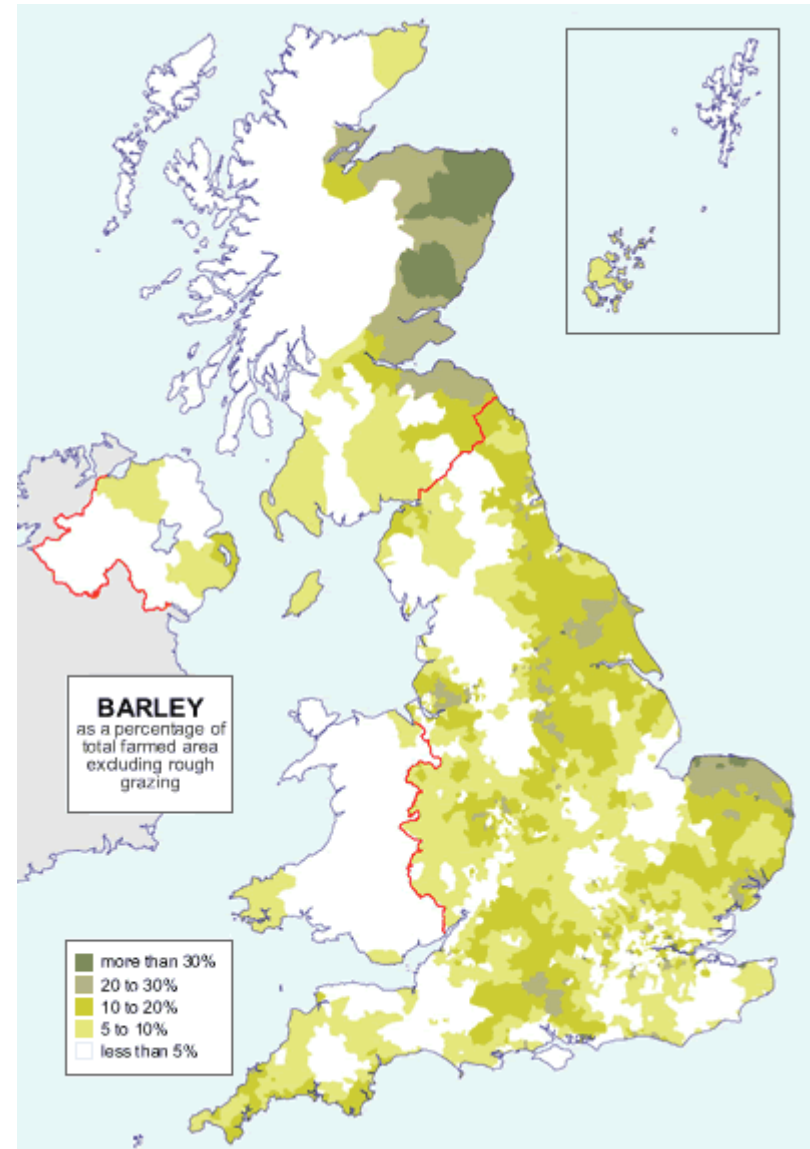 BARLEY
as a percentage of
total farmed area
excluding rough
grazing
more than 30%
20 to 30%
10 to 20%
5 to 10%
less than 5%